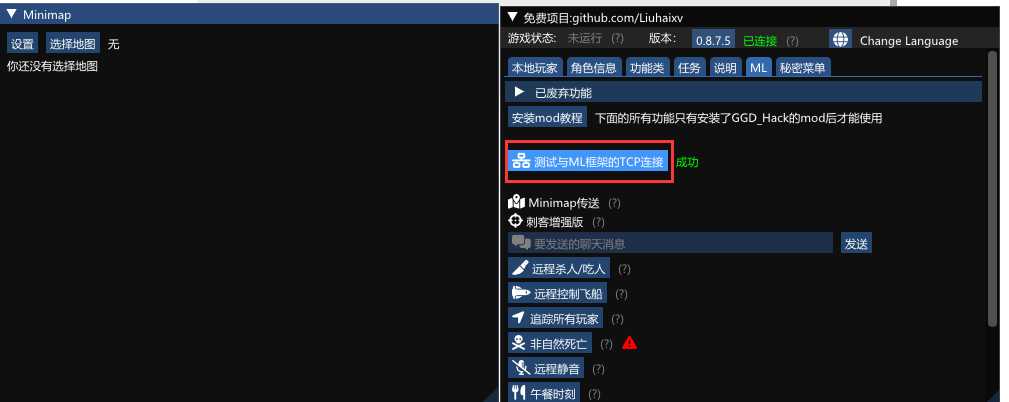 Minimap
设置 选择地图 无
你还没有选择地图
免费项目:github.com/Liuhaixv
游戏状态: 未运行 (?) 版本: 0.8.7.5 已连接 (?) Change Language
本地玩家 角色信息 功能类 任务 说明 ML 秘密菜单
已废弃功能
安装mod教程 下面的所有功能只有安装了GGD_Hack的mod后才能使用
测试与ML框架的TCP连接 成功
Minimap传送 (?)
刺客增强版 (?)
要发送的聊天消息 发送
远程杀人/吃人 (?)
远程控制飞船 (?)
追踪所有玩家 (?)
非自然死亡 (?)
远程静音 (?)
午餐时刻 (?)